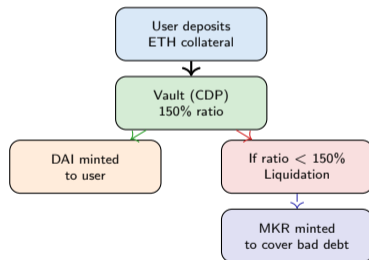 User deposits
ETH collateral
Vault (CDP)
150% ratio
DAI minted
to user
If ratio < 150%
Liquidation
MKR minted
to cover bad debt